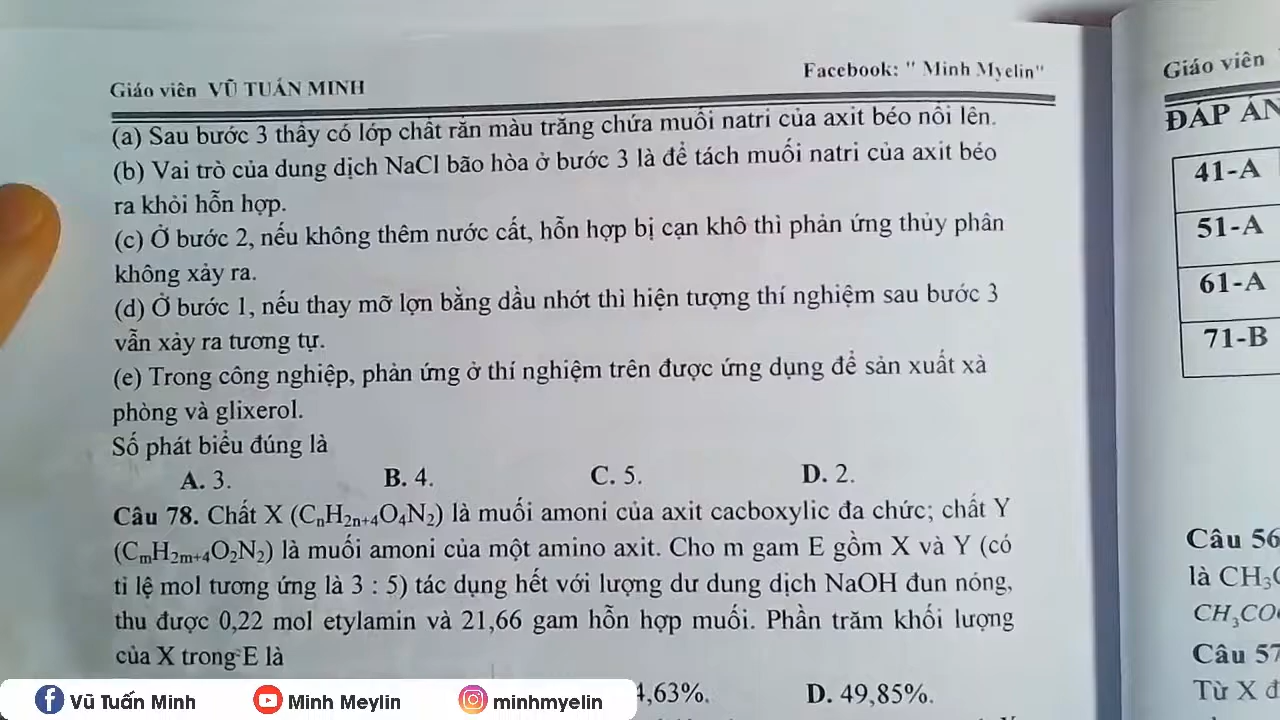 Giáo viên VŨ TUẤN MINH
Facebook: " Minh Myelin"
(a) Sau bước 3 thấy có lớp chất rắn màu trắng chứa muối natri của axit béo nổi lên.
(b) Vai trò của dung dịch NaCl bão hòa ở bước 3 là để tách muối natri của axit béo
ra khỏi hỗn hợp.
(c) Ở bước 2, nếu không thêm nước cất, hỗn hợp bị cạn khô thì phản ứng thủy phân
không xảy ra.
(d) Ở bước 1, nếu thay mỡ lợn bằng dầu nhớt thì hiện tượng thí nghiệm sau bước 3
vẫn xảy ra tương tự.
(e) Trong công nghiệp, phản ứng ở thí nghiệm trên được ứng dụng để sản xuất xà
phòng và glixerol.
Số phát biểu đúng là
A. 3. B. 4. C. 5. D. 2.
Câu 78. Chất X (CₙH₂ₙ₊₄O₄N₂) là muối amoni của axit cacboxylic đa chức; chất Y
(CₘH₂ₘ₊₄O₂N₂) là muối amoni của một amino axit. Cho m gam E gồm X và Y (có
tỉ lệ mol tương ứng là 3 : 5) tác dụng hết với lượng dư dung dịch NaOH đun nóng,
thu được 0,22 mol etylamin và 21,66 gam hỗn hợp muối. Phần trăm khối lượng
của X trong E là
4,63%. D. 49,85%.
Giáo viên
ĐÁP ÁN
41-A
51-A
61-A
71-B
Câu 56
là CH₃
CH₃CO
Câu 57
Từ X đ
Vũ Tuấn Minh
Minh Meylin
minhmyelin